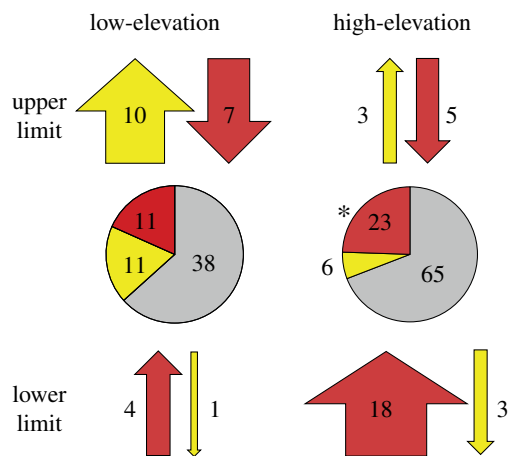 low-elevation high-elevation
upper limit
10 7 3 5
11 11 38
* 23 6 65
lower limit
4 1 18 3